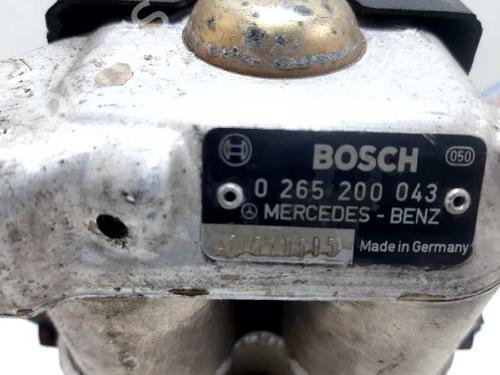 BOSCH
050
0 265 200 043
MERCEDES - BENZ
Made in Germany